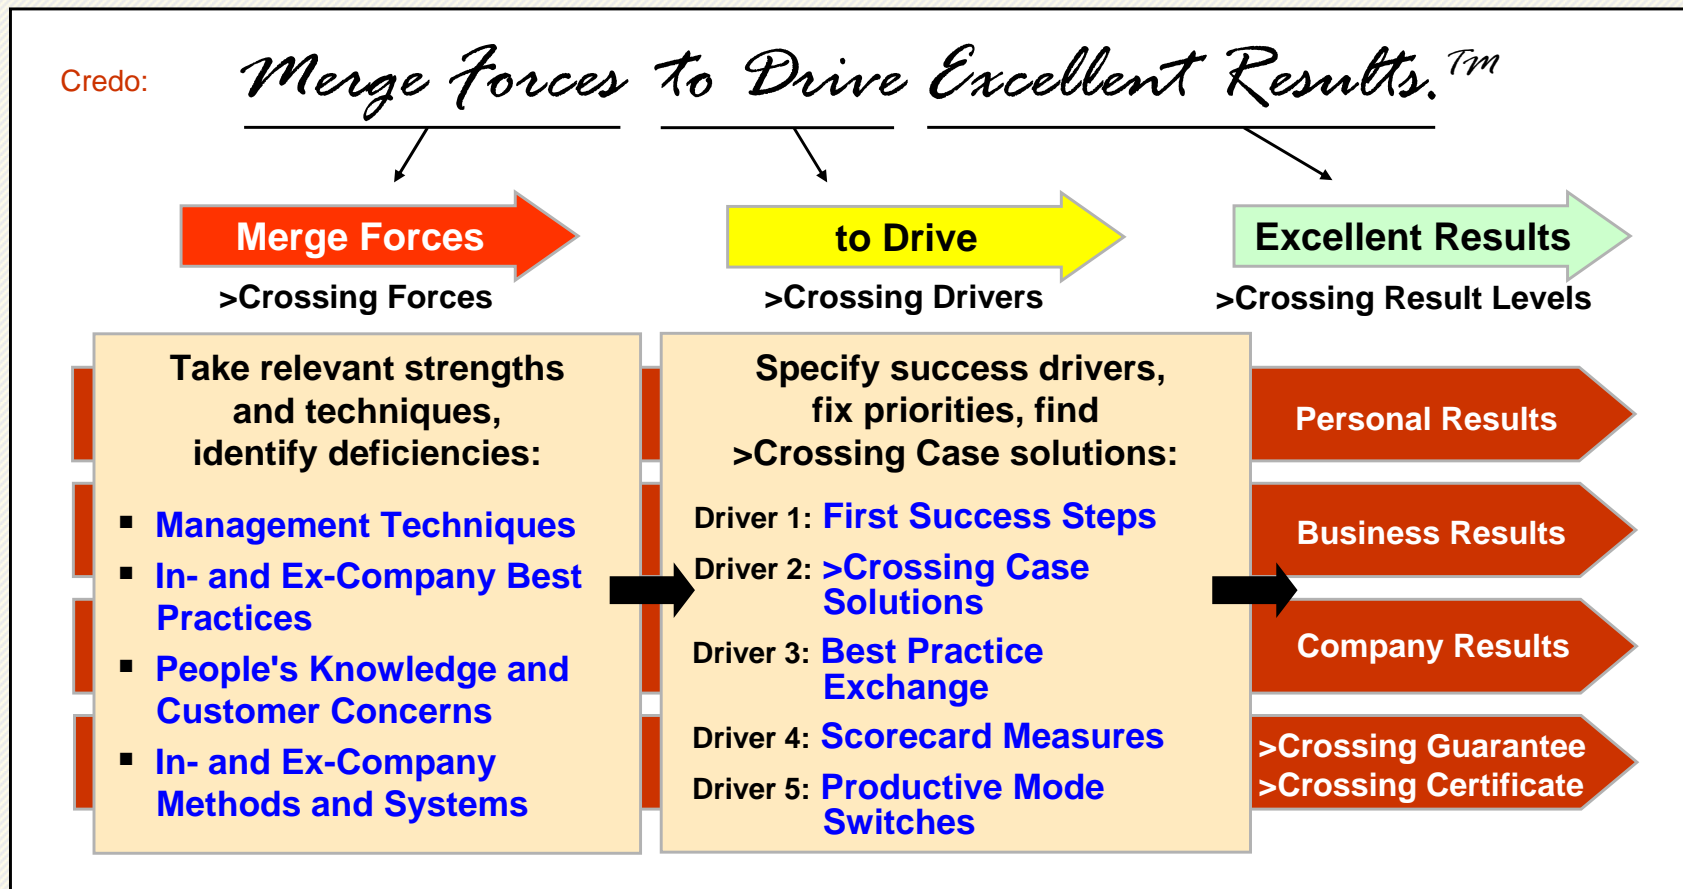 Credo:
Merge Forces to Drive Excellent Results.™
Merge Forces
>Crossing Forces
to Drive
>Crossing Drivers
Excellent Results
>Crossing Result Levels
Take relevant strengths
and techniques,
identify deficiencies:
▪ Management Techniques
▪ In- and Ex-Company Best
Practices
▪ People's Knowledge and
Customer Concerns
▪ In- and Ex-Company
Methods and Systems
Specify success drivers,
fix priorities, find
>Crossing Case solutions:
Driver 1: First Success Steps
Driver 2: >Crossing Case
Solutions
Driver 3: Best Practice
Exchange
Driver 4: Scorecard Measures
Driver 5: Productive Mode
Switches
Personal Results
Business Results
Company Results
>Crossing Guarantee
>Crossing Certificate